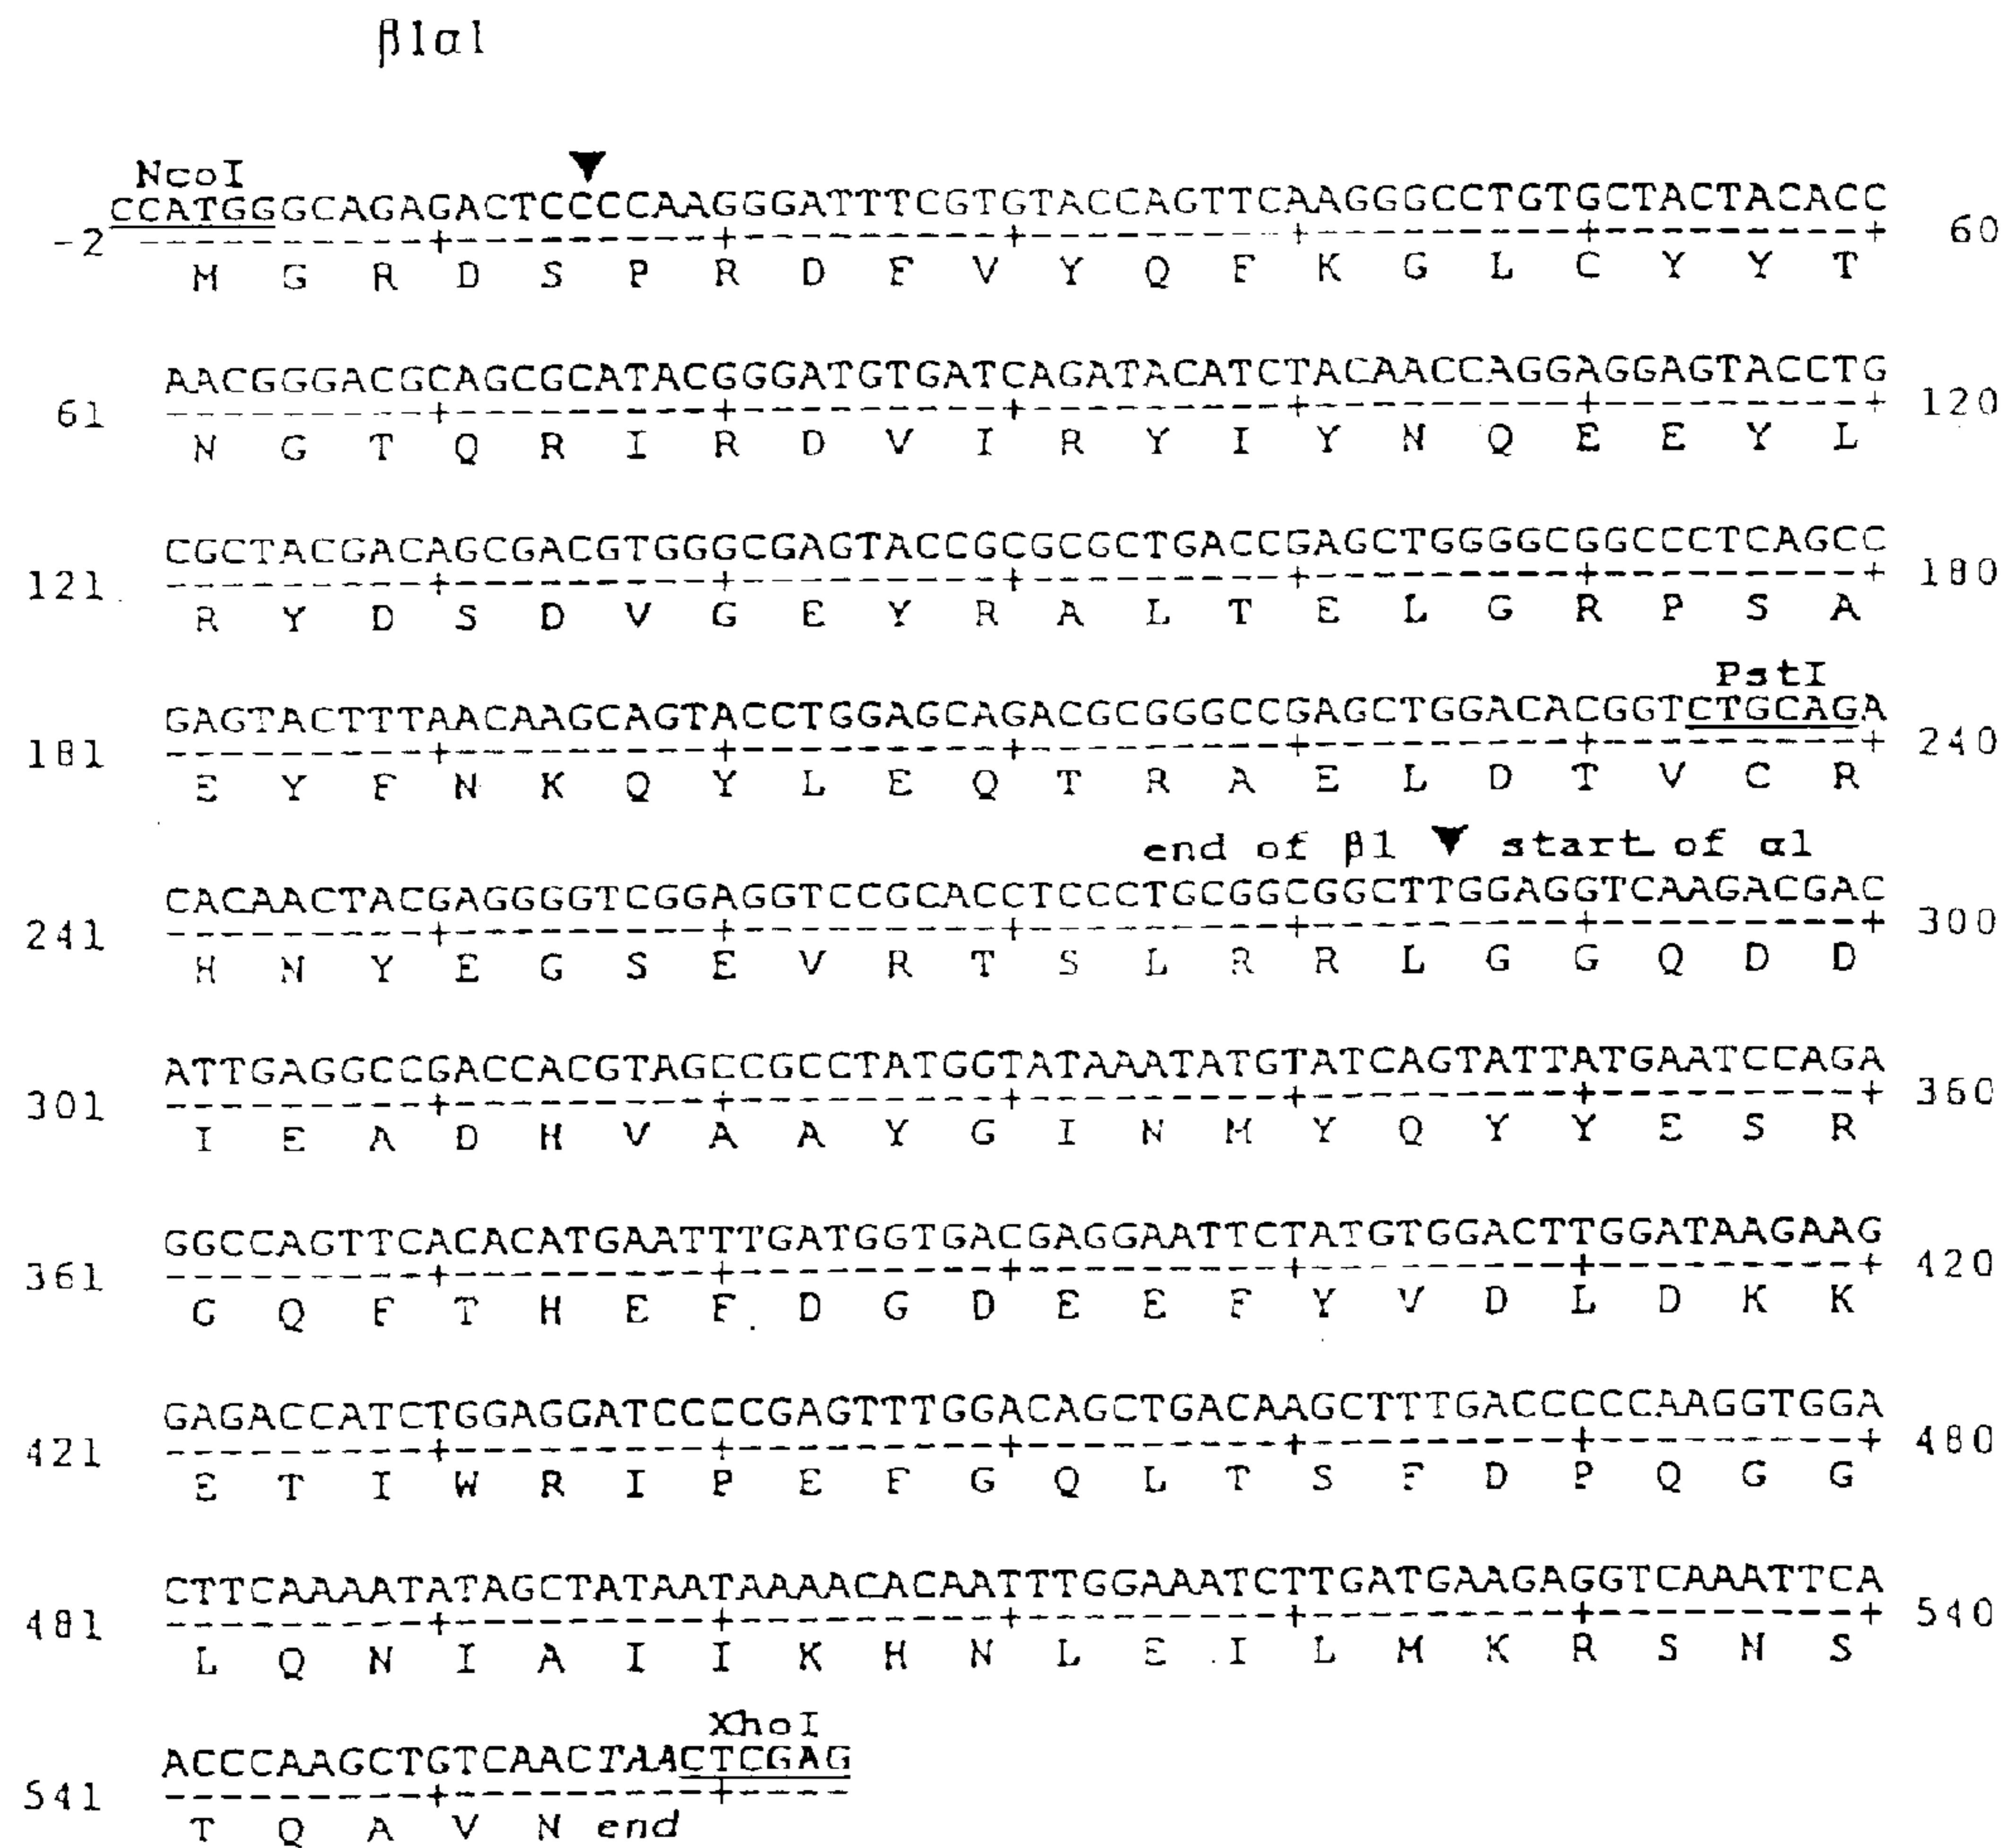 β1α1
NcoI
CCATGGGCAGAGACTCCCCAAGGGATTTCGTGTACCAGTTCAAGGGCCTGTGCTACTACACC
-2 60
M G R D S P R D F V Y Q F K G L C Y Y T
AACGGGACGCAGCGCATACGGGATGTGATCAGATACATCTACAACCAGGAGGAGTACCTG
61 120
N G T Q R I R D V I R Y I Y N Q E E Y L
CGCTACGACAGCGACGTGGGCGAGTACCGCGCGCTGACCGAGCTGGGGCGGCCCTCAGCC
121 180
R Y D S D V G E Y R A L T E L G R P S A
PstI
GAGTACTTTAACAAGCAGTACCTGGAGCAGACGCGGGCCGAGCTGGACACGGTCTGCAGA
181 240
E Y F N K Q Y L E Q T R A E L D T V C R
end of β1 ▼ start of α1
CACAACTACGAGGGGTCGGAGGTCCGCACCTCCCTGCGGCGGCTTGGAGGTCAAGACGAC
241 300
H N Y E G S E V R T S L R R L G G Q D D
ATTGAGGCCGACCACGTAGCCGCCTATGGTATAAATATGTATCAGTATTATGAATCCAGA
301 360
I E A D H V A A Y G I N M Y Q Y Y E S R
GGCCAGTTCACACATGAATTTGATGGTGACGAGGAATTCTATGTGGACTTGGATAAGAAG
361 420
G Q F T H E F D G D E E F Y V D L D K K
GAGACCATCTGGAGGATCCCCGAGTTTGGACAGCTGACAAGCTTTGACCCCCAAGGTGGA
421 480
E T I W R I P E F G Q L T S F D P Q G G
CTTCAAAATATAGCTATAATAAAACACAATTTGGAAATCTTGATGAAGAGGTCAAATTCA
481 540
L Q N I A I I K H N L E I L M K R S N S
XhoI
ACCCAAGCTGTCAACTAACTCGAG
541
T Q A V N end